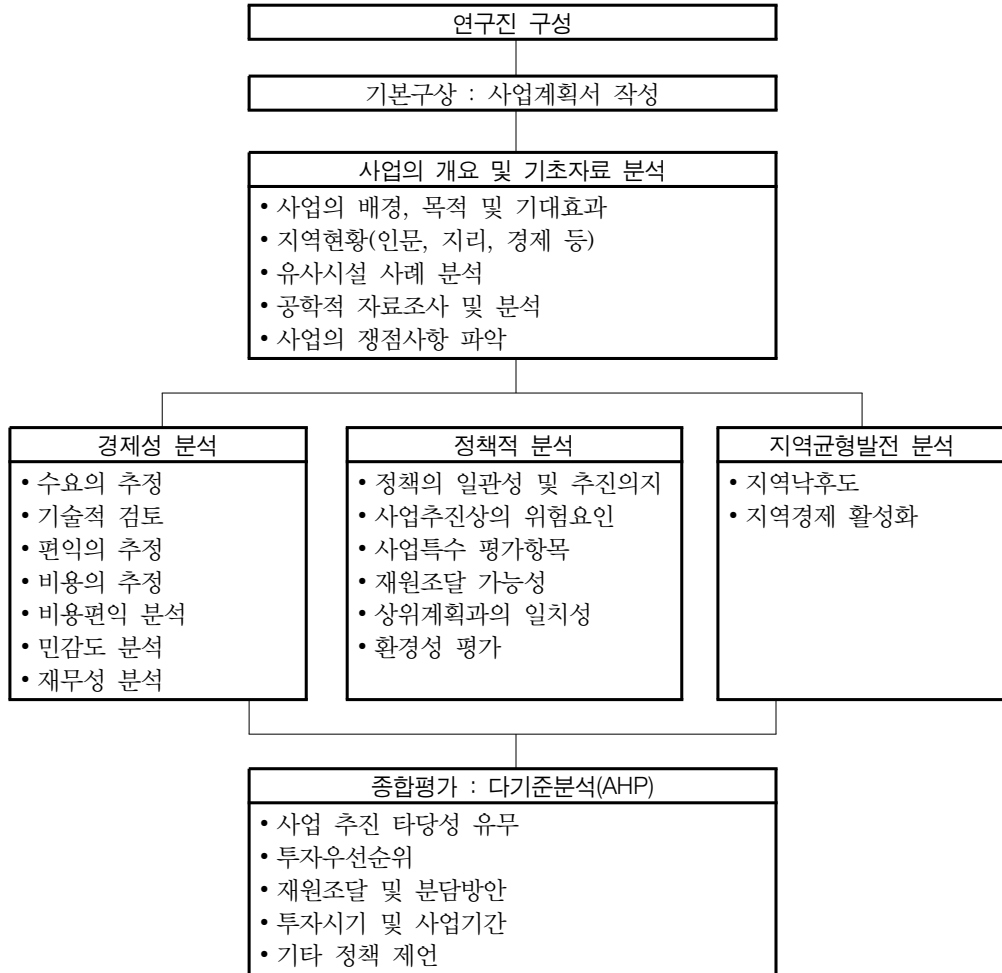 연구진 구성
기본구상 : 사업계획서 작성
사업의 개요 및 기초자료 분석
• 사업의 배경, 목적 및 기대효과
• 지역현황(인문, 지리, 경제 등)
• 유사시설 사례 분석
• 공학적 자료조사 및 분석
• 사업의 쟁점사항 파악
경제성 분석
• 수요의 추정
• 기술적 검토
• 편익의 추정
• 비용의 추정
• 비용편익 분석
• 민감도 분석
• 재무성 분석
정책적 분석
• 정책의 일관성 및 추진의지
• 사업추진상의 위험요인
• 사업특수 평가항목
• 재원조달 가능성
• 상위계획과의 일치성
• 환경성 평가
지역균형발전 분석
• 지역낙후도
• 지역경제 활성화
종합평가 : 다기준분석(AHP)
• 사업 추진 타당성 유무
• 투자우선순위
• 재원조달 및 분담방안
• 투자시기 및 사업기간
• 기타 정책 제언